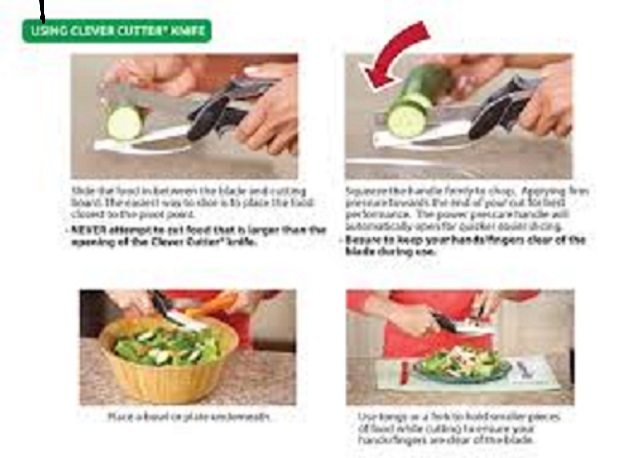 USING CLEVER CUTTER® KNIFE
Slide the food in between the blade and cutting
board. The easiest way to slice is to place the food
closest to the pivot point.
- NEVER attempt to cut food that is larger than the
opening of the Clever Cutter® knife.
Squeeze the handle firmly to chop. Applying firm
pressure towards the end of your cut for best
performance. The power pressure handle will
automatically open for quicker easier slicing.
- Be sure to keep your hands/fingers clear of the
blade during use.
Place a bowl or plate underneath.
Use tongs or a fork to hold smaller pieces
of food while cutting to ensure your
hands/fingers are clear of the blade.